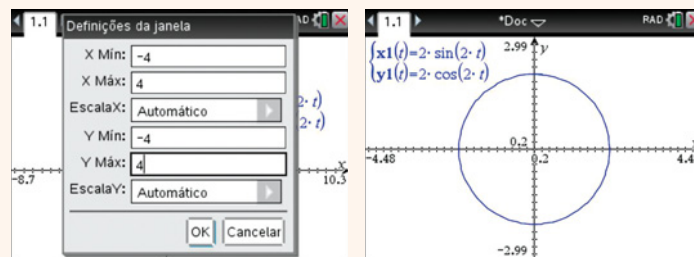 1.1
Definições da janela
RAD
X Mín: -4
X Máx: 4
EscalaX: Automático
Y Mín: -4
Y Máx: 4
EscalaY: Automático
OK Cancelar
2·t)
2·t)
-8.7
x
10.3
1.1
*Doc
RAD
x1(t)=2·sin(2·t)
y1(t)=2·cos(2·t)
2.99 y
0.2
0.2
-4.48
-2.99